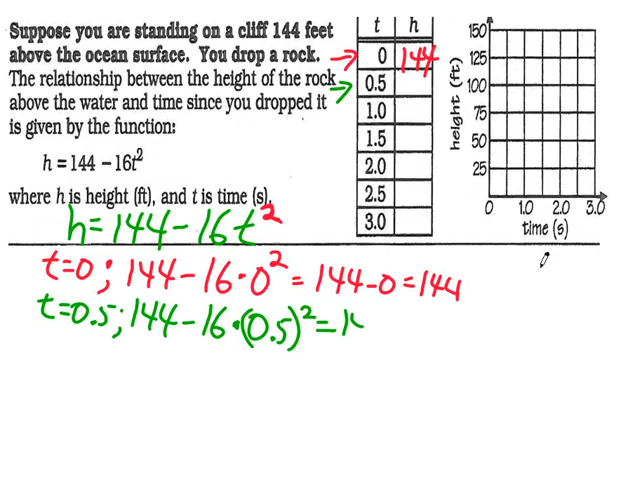 Suppose you are standing on a cliff 144 feet
above the ocean surface. You drop a rock.
The relationship between the height of the rock
above the water and time since you dropped it
is given by the function:
h = 144 – 16t²
where h is height (ft), and t is time (s).
t h
→ 0 144
→ 0.5
1.0
1.5
2.0
2.5
3.0
height (ft)
150
125
100
75
50
25
0 1.0 2.0 3.0
time (s)
h = 144 – 16t²
t=0; 144 – 16 • 0² = 144 – 0 = 144
t=0.5; 144 – 16 • (0.5)² = 1